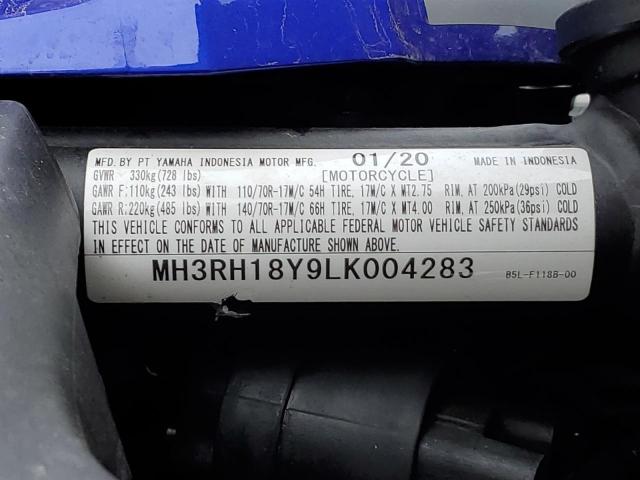 MFD. BY PT YAMAHA INDONESIA MOTOR MFG. 01/20 MADE IN INDONESIA
GVWR - 330kg(728 lbs) [MOTORCYCLE]
GAWR F:110kg(243 lbs)WITH 110/70R-17M/C 54H TIRE, 17M/C X MT2.75 RIM, AT 200kPa(29psi) COLD
GAWR R:220kg(485 lbs)WITH 140/70R-17M/C 66H TIRE, 17M/C X MT4.00 RIM, AT 250kPa(36psi) COLD
THIS VEHICLE CONFORMS TO ALL APPLICABLE FEDERAL MOTOR VEHICLE SAFETY STANDARDS
IN EFFECT ON THE DATE OF MANUFACTURE SHOWN ABOVE.
MH3RH18Y9LK004283 B5L-F118B-00